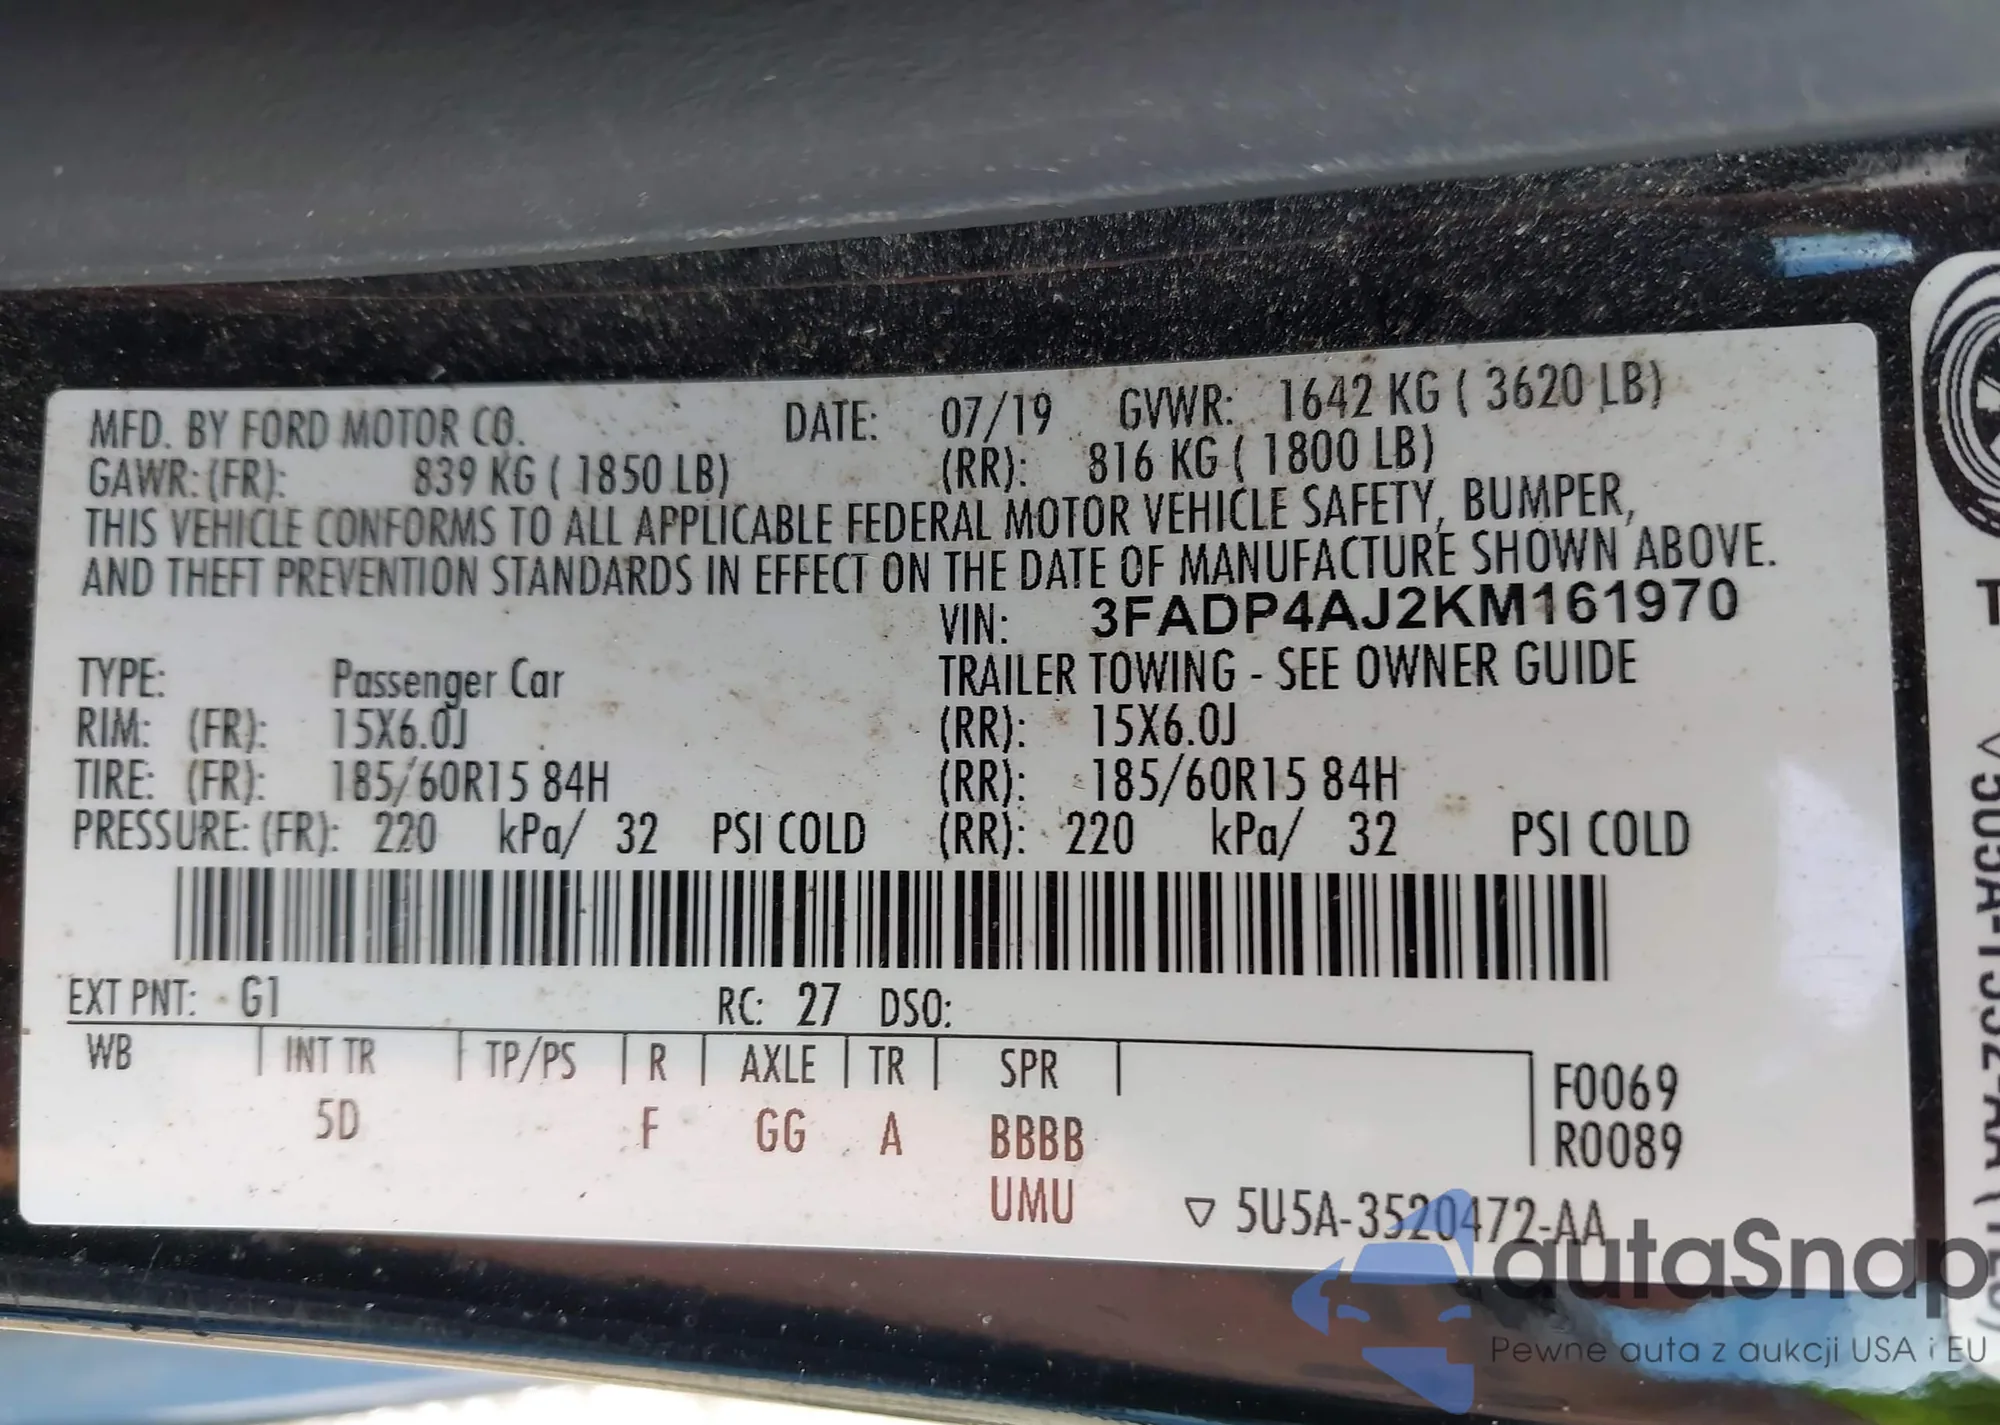 MFD. BY FORD MOTOR CO. DATE: 07/19 GVWR: 1642 KG ( 3620 LB)
GAWR: (FR): 839 KG ( 1850 LB) (RR): 816 KG ( 1800 LB)
THIS VEHICLE CONFORMS TO ALL APPLICABLE FEDERAL MOTOR VEHICLE SAFETY, BUMPER,
AND THEFT PREVENTION STANDARDS IN EFFECT ON THE DATE OF MANUFACTURE SHOWN ABOVE.
VIN: 3FADP4AJ2KM161970
TYPE: Passenger Car TRAILER TOWING - SEE OWNER GUIDE
RIM: (FR): 15X6.0J (RR): 15X6.0J
TIRE: (FR): 185/60R15 84H (RR): 185/60R15 84H
PRESSURE: (FR): 220 kPa/ 32 PSI COLD (RR): 220 kPa/ 32 PSI COLD
EXT PNT: G1 RC: 27 DSO:
WB | INT TR | TP/PS | R | AXLE | TR | SPR |
5D F GG A BBBB
UMU
F0069
R0089
▽ 5U5A-3520472-AA
autaSnap
Pewne auta z aukcji USA i EU